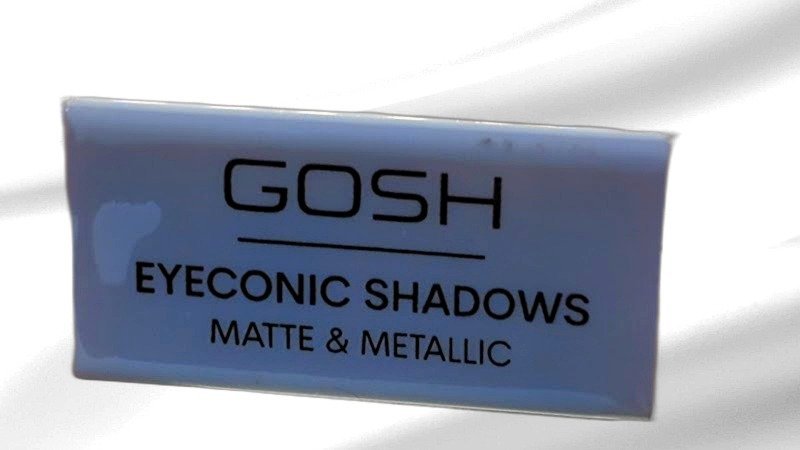 GOSH
EYECONIC SHADOWS
MATTE & METALLIC